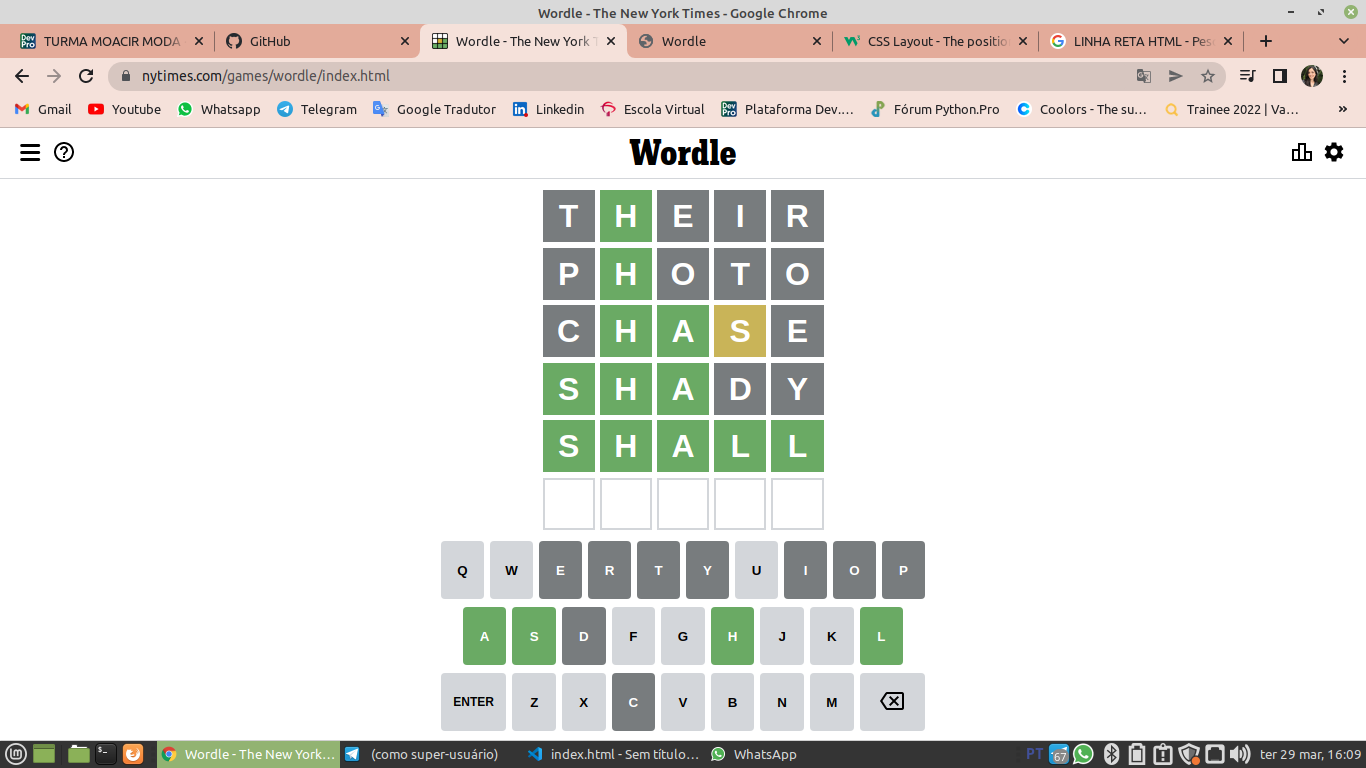 Wordle - The New York Times - Google Chrome
TURMA MOACIR MODA
GitHub
Wordle - The New York T
Wordle
CSS Layout - The positio
LINHA RETA HTML - Pes
nytimes.com/games/wordle/index.html
Gmail
Youtube
Whatsapp
Telegram
Google Tradutor
Linkedin
Escola Virtual
Plataforma Dev....
Fórum Python.Pro
Coolors - The su...
Trainee 2022 | Va...
Wordle
T H E I R
P H O T O
C H A S E
S H A D Y
S H A L L
Q W E R T Y U I O P
A S D F G H J K L
ENTER Z X C V B N M
Wordle - The New York...
(como super-usuário)
index.html - Sem título...
WhatsApp
PT
67
ter 29 mar, 16:09